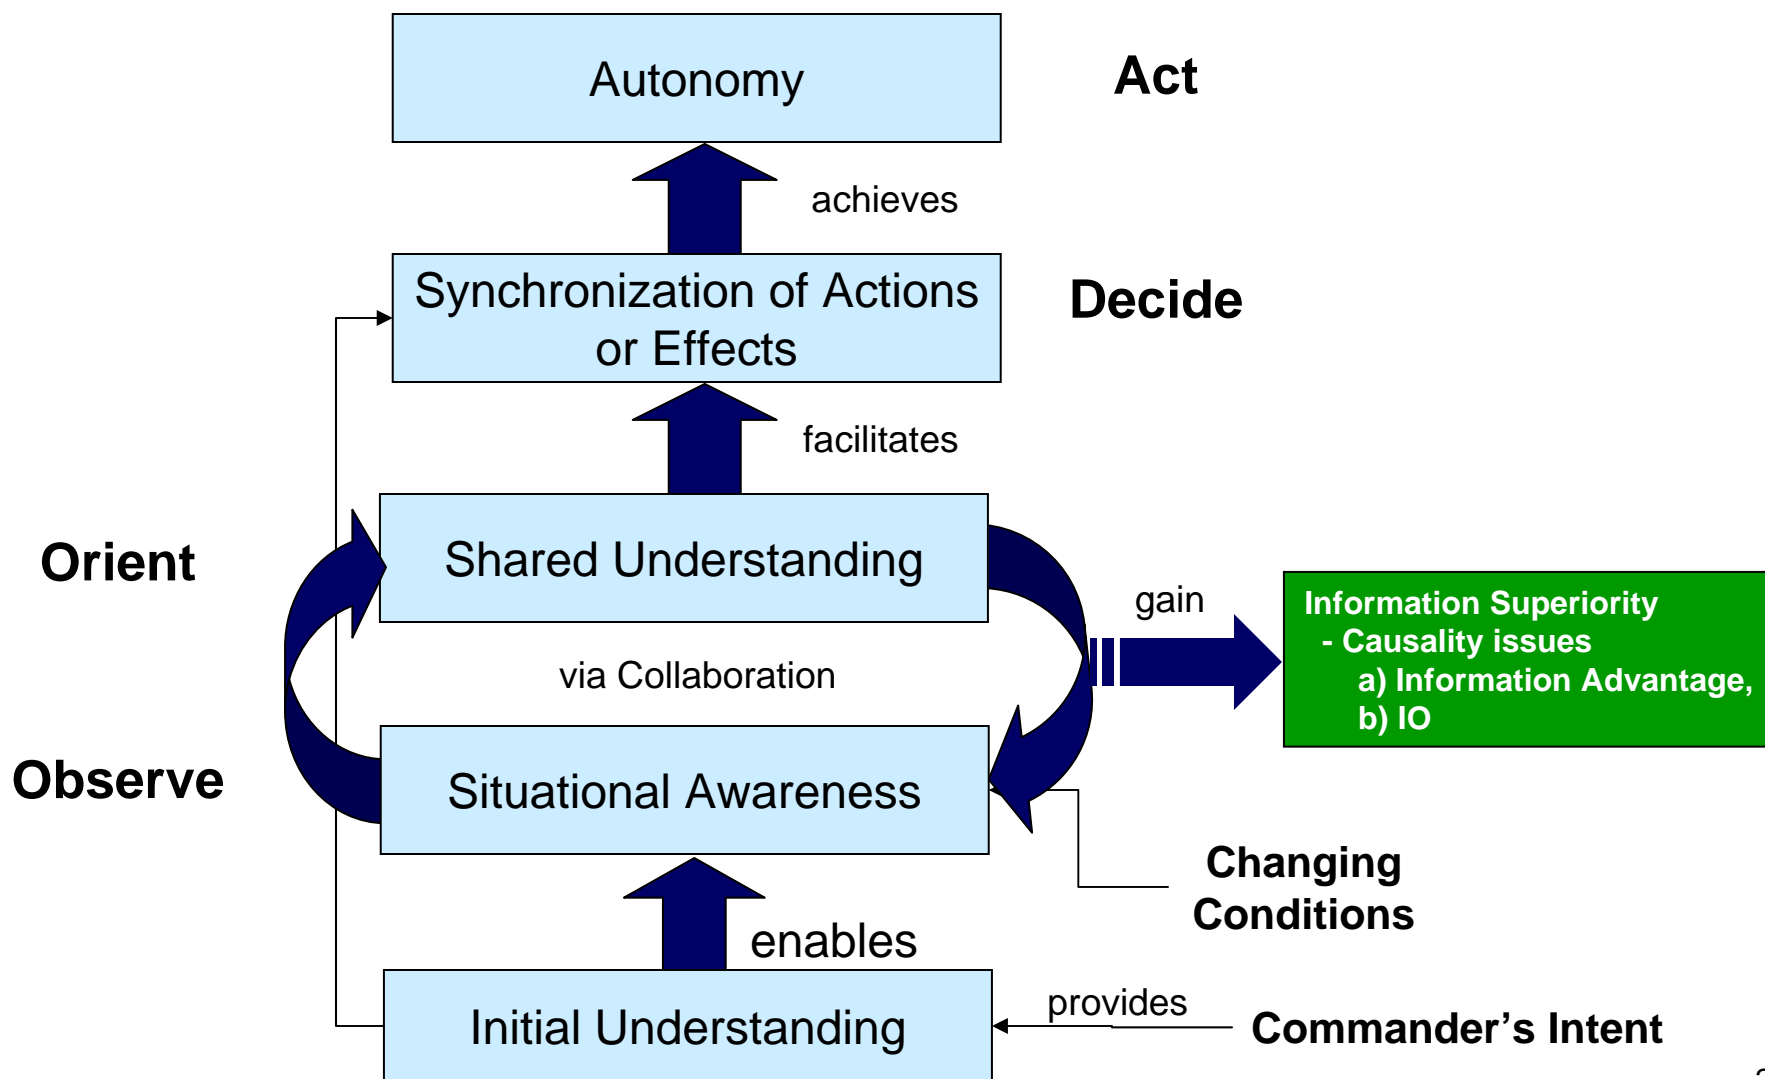 Autonomy
Act
achieves
Synchronization of Actions
or Effects
Decide
facilitates
Orient
Shared Understanding
gain
Information Superiority
- Causality issues
a) Information Advantage,
b) IO
via Collaboration
Observe
Situational Awareness
Changing
Conditions
enables
Initial Understanding
provides
Commander’s Intent